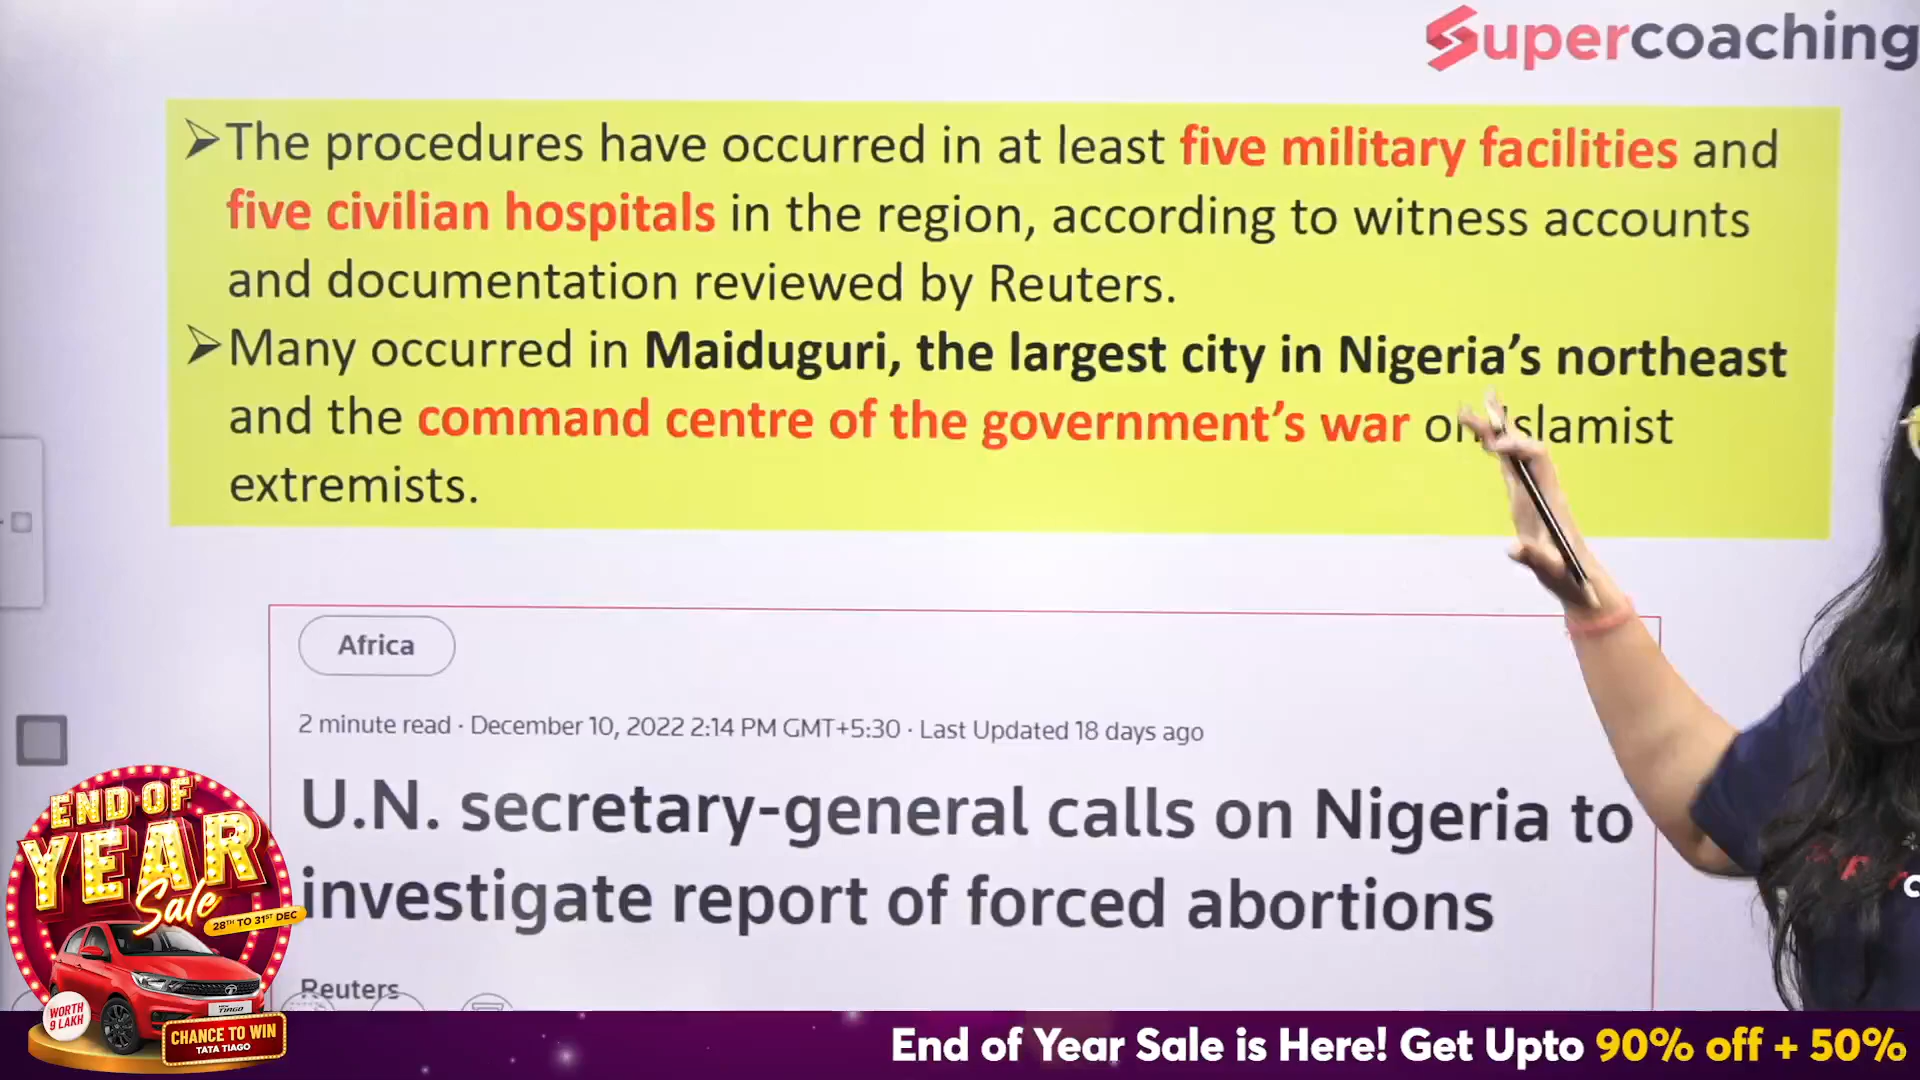 Supercoaching
➢The procedures have occurred in at least five military facilities and
five civilian hospitals in the region, according to witness accounts
and documentation reviewed by Reuters.
➢Many occurred in Maiduguri, the largest city in Nigeria’s northeast
and the command centre of the government’s war on Islamist
extremists.
Africa
2 minute read · December 10, 2022 2:14 PM GMT+5:30 · Last Updated 18 days ago
U.N. secretary-general calls on Nigeria to
investigate report of forced abortions
Reuters
END OF
YEAR
Sale
28TH TO 31ST DEC
WORTH
9 LAKH
TIAGO
CHANCE TO WIN
TATA TIAGO
End of Year Sale is Here! Get Upto 90% off + 50%